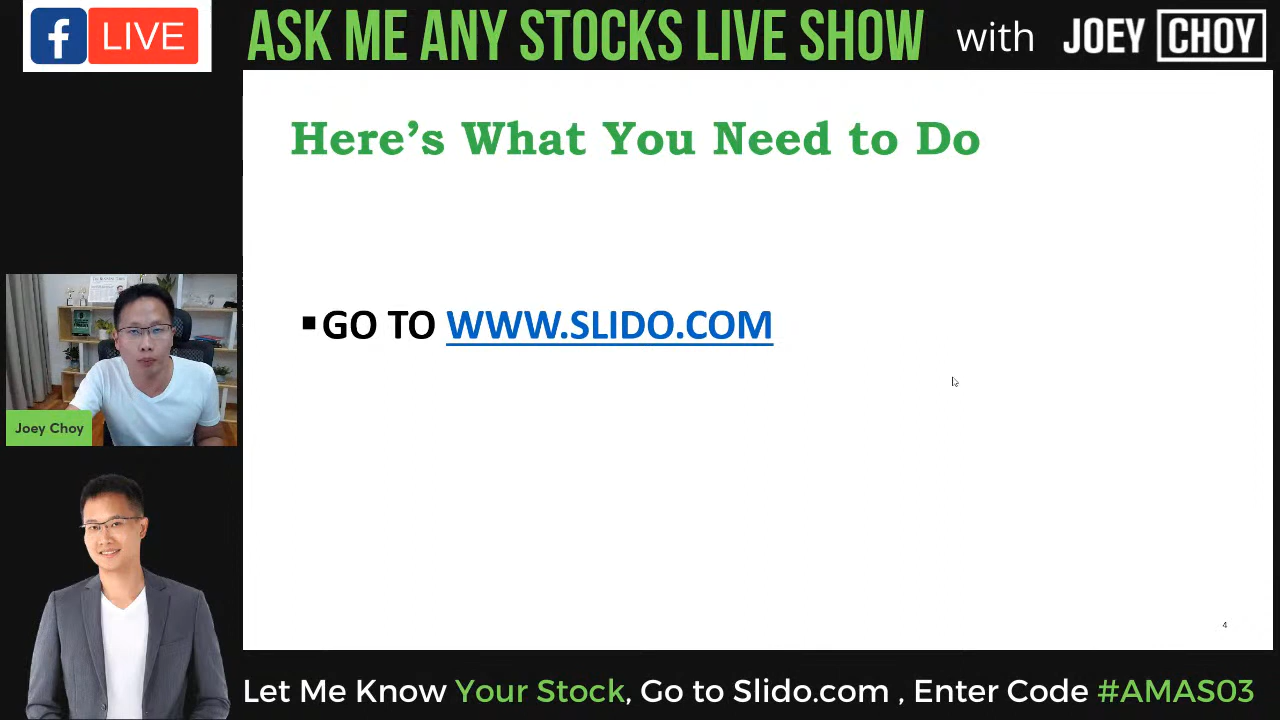 f LIVE
ASK ME ANY STOCKS LIVE SHOW with JOEY CHOY
Here’s What You Need to Do
▪GO TO WWW.SLIDO.COM
Joey Choy
4
Let Me Know Your Stock, Go to Slido.com , Enter Code #AMAS03